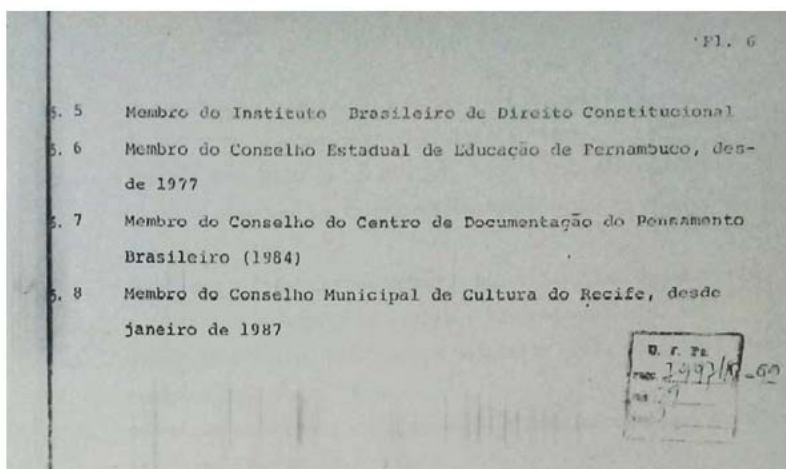 Fl. 6
5. 5 Membro do Instituto Brasileiro de Direito Constitucional
5. 6 Membro do Conselho Estadual de Educação de Pernambuco, des-
de 1977
5. 7 Membro do Conselho do Centro de Documentação do Pensamento
Brasileiro (1984)
5. 8 Membro do Conselho Municipal de Cultura do Recife, desde
janeiro de 1987
U. F. Pe.
PROC.